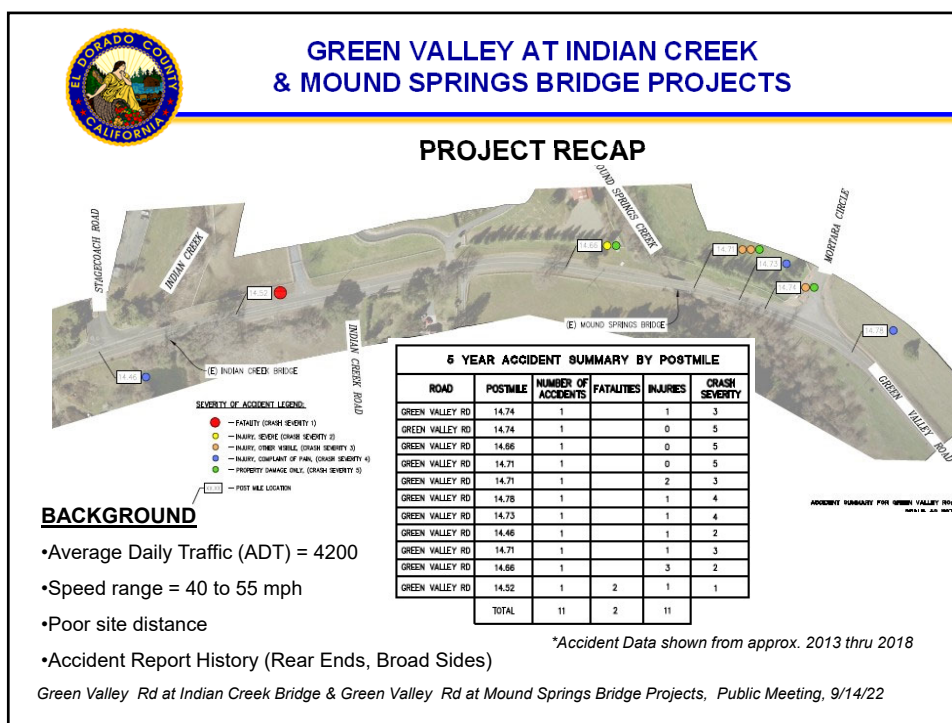 EL DORADO COUNTY
CALIFORNIA
GREEN VALLEY AT INDIAN CREEK
& MOUND SPRINGS BRIDGE PROJECTS
PROJECT RECAP
STAGECOACH ROAD
INDIAN CREEK
OUND SPRINGS CREEK
MORTARA CIRCLE
14.66
14.71
14.73
14.52
14.74
(E) MOUND SPRINGS BRIDGE
14.78
(E) INDIAN CREEK BRIDGE
INDIAN CREEK ROAD
14.46
GREEN VALLEY ROAD
SEVERITY OF ACCIDENT LEGEND:
– FATALITY (CRASH SEVERITY 1)
– INJURY, SEVERE (CRASH SEVERITY 2)
– INJURY, OTHER VISIBLE, (CRASH SEVERITY 3)
– INJURY, COMPLAINT OF PAIN, (CRASH SEVERITY 4)
– PROPERTY DAMAGE ONLY, (CRASH SEVERITY 5)
– POST MILE LOCATION
5 YEAR ACCIDENT SUMMARY BY POSTMILE
ROAD POSTMILE NUMBER OF ACCIDENTS FATALITIES INJURIES CRASH SEVERITY
GREEN VALLEY RD 14.74 1 1 3
GREEN VALLEY RD 14.74 1 0 5
GREEN VALLEY RD 14.66 1 0 5
GREEN VALLEY RD 14.71 1 0 5
GREEN VALLEY RD 14.71 1 2 3
GREEN VALLEY RD 14.78 1 1 4
GREEN VALLEY RD 14.73 1 1 4
GREEN VALLEY RD 14.46 1 1 2
GREEN VALLEY RD 14.71 1 1 3
GREEN VALLEY RD 14.66 1 3 2
GREEN VALLEY RD 14.52 1 2 1 1
TOTAL 11 2 11
ACCIDENT SUMMARY FOR GREEN VALLEY
BACKGROUND
•Average Daily Traffic (ADT) = 4200
•Speed range = 40 to 55 mph
•Poor site distance
•Accident Report History (Rear Ends, Broad Sides)
*Accident Data shown from approx. 2013 thru 2018
Green Valley Rd at Indian Creek Bridge & Green Valley Rd at Mound Springs Bridge Projects, Public Meeting, 9/14/22